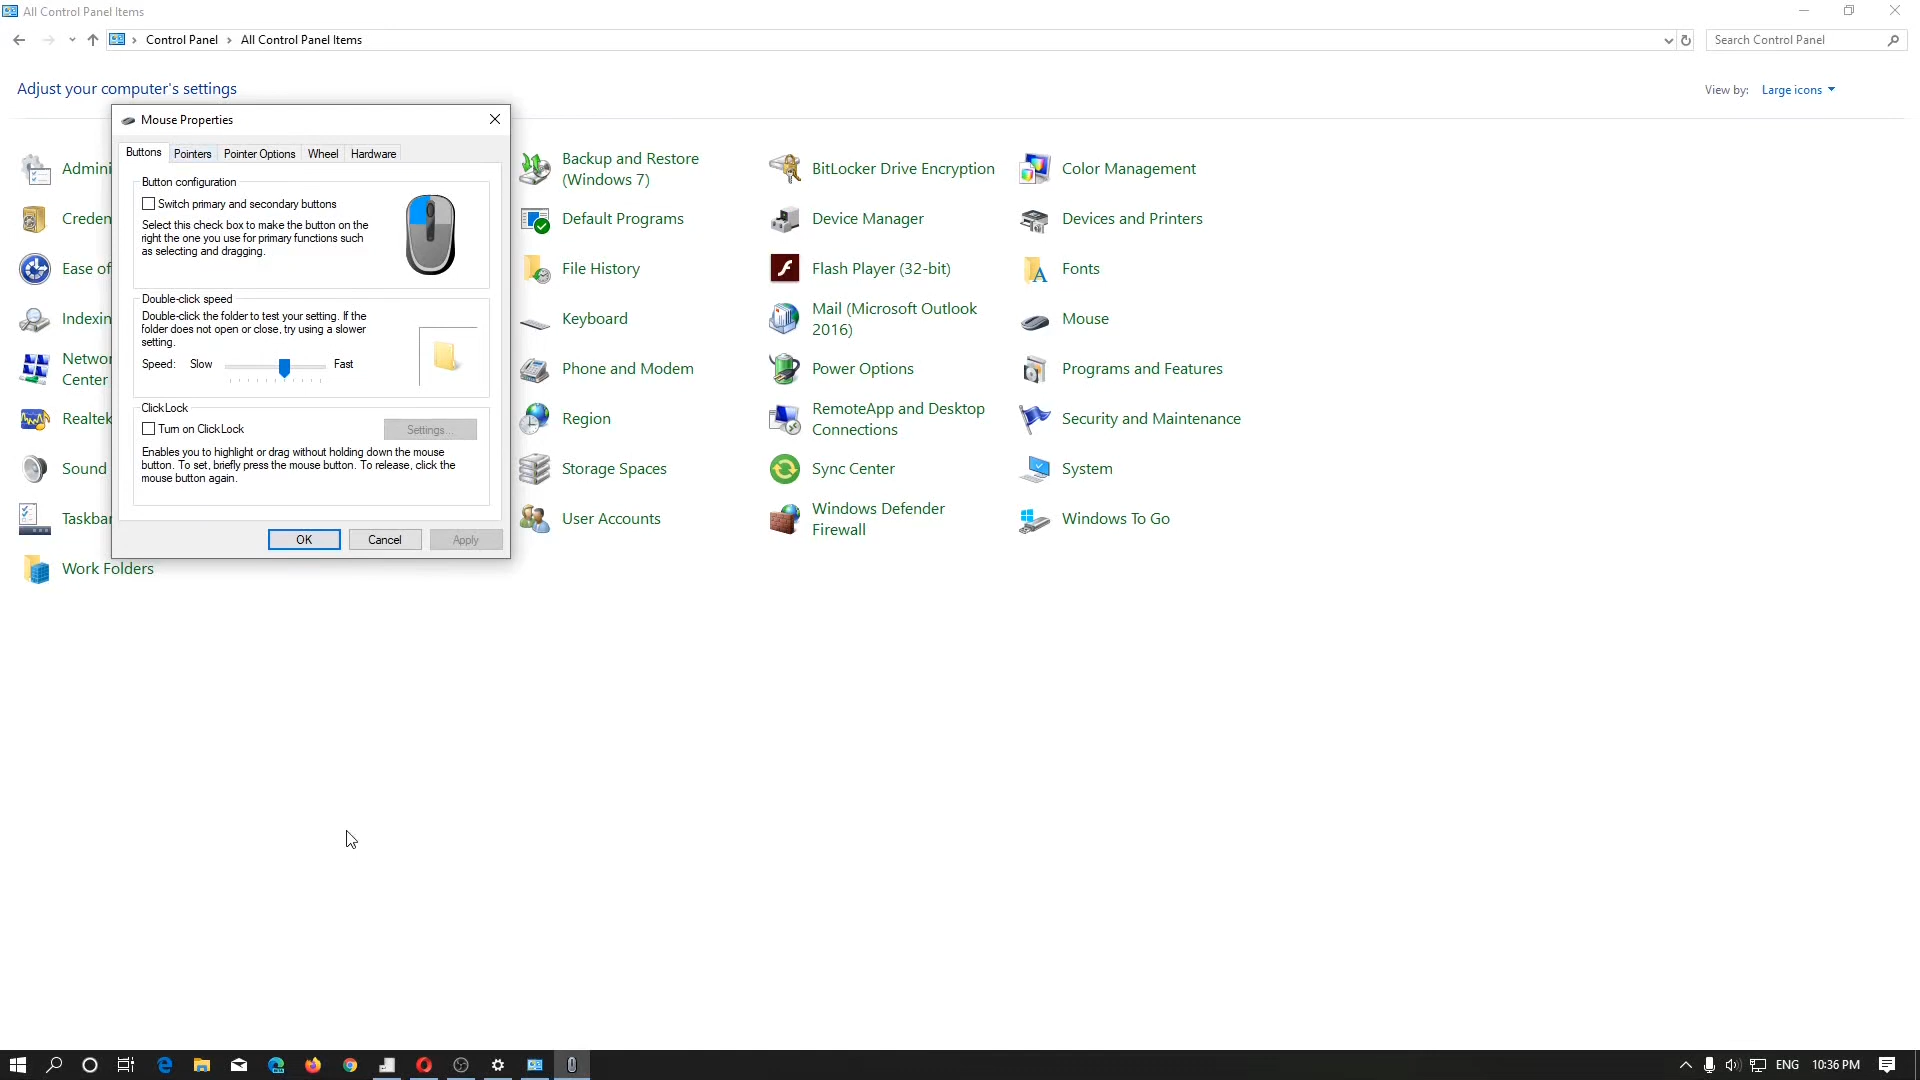 All Control Panel Items
Control Panel > All Control Panel Items
Search Control Panel
Adjust your computer's settings
View by: Large icons
Mouse Properties
Buttons Pointers Pointer Options Wheel Hardware
Button configuration
Switch primary and secondary buttons
Select this check box to make the button on the
right the one you use for primary functions such
as selecting and dragging.
Double-click speed
Double-click the folder to test your setting. If the
folder does not open or close, try using a slower
setting.
Speed: Slow Fast
ClickLock
Turn on ClickLock
Settings...
Enables you to highlight or drag without holding down the mouse
button. To set, briefly press the mouse button. To release, click the
mouse button again.
OK Cancel Apply
Admini
Backup and Restore
(Windows 7)
BitLocker Drive Encryption
Color Management
Creden
Default Programs
Device Manager
Devices and Printers
Ease of
File History
Flash Player (32-bit)
Fonts
Indexin
Keyboard
Mail (Microsoft Outlook
2016)
Mouse
Networ
Center
Phone and Modem
Power Options
Programs and Features
Realtek
Region
RemoteApp and Desktop
Connections
Security and Maintenance
Sound
Storage Spaces
Sync Center
System
Taskbar
User Accounts
Windows Defender
Firewall
Windows To Go
Work Folders
ENG 10:36 PM